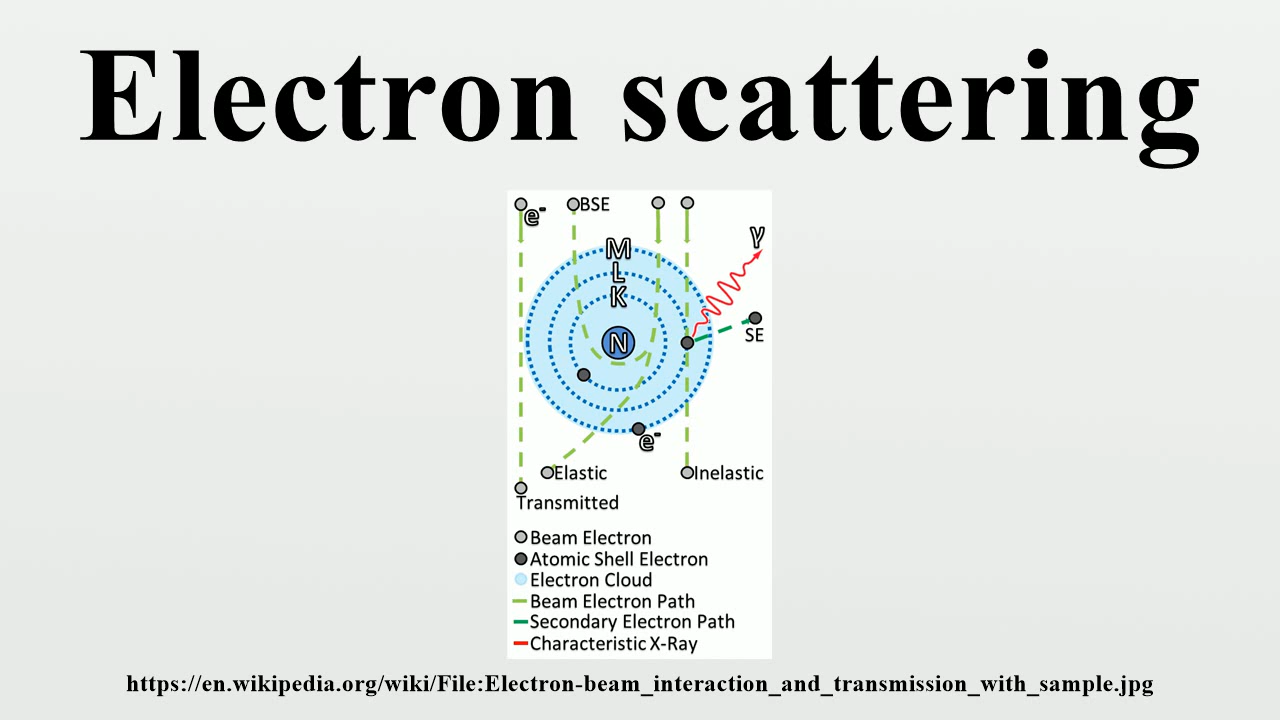 Electron scattering
e⁻
BSE
γ
M
L
K
N
SE
e⁻
Elastic
Inelastic
Transmitted
Beam Electron
Atomic Shell Electron
Electron Cloud
Beam Electron Path
Secondary Electron Path
Characteristic X-Ray
https://en.wikipedia.org/wiki/File:Electron-beam_interaction_and_transmission_with_sample.jpg